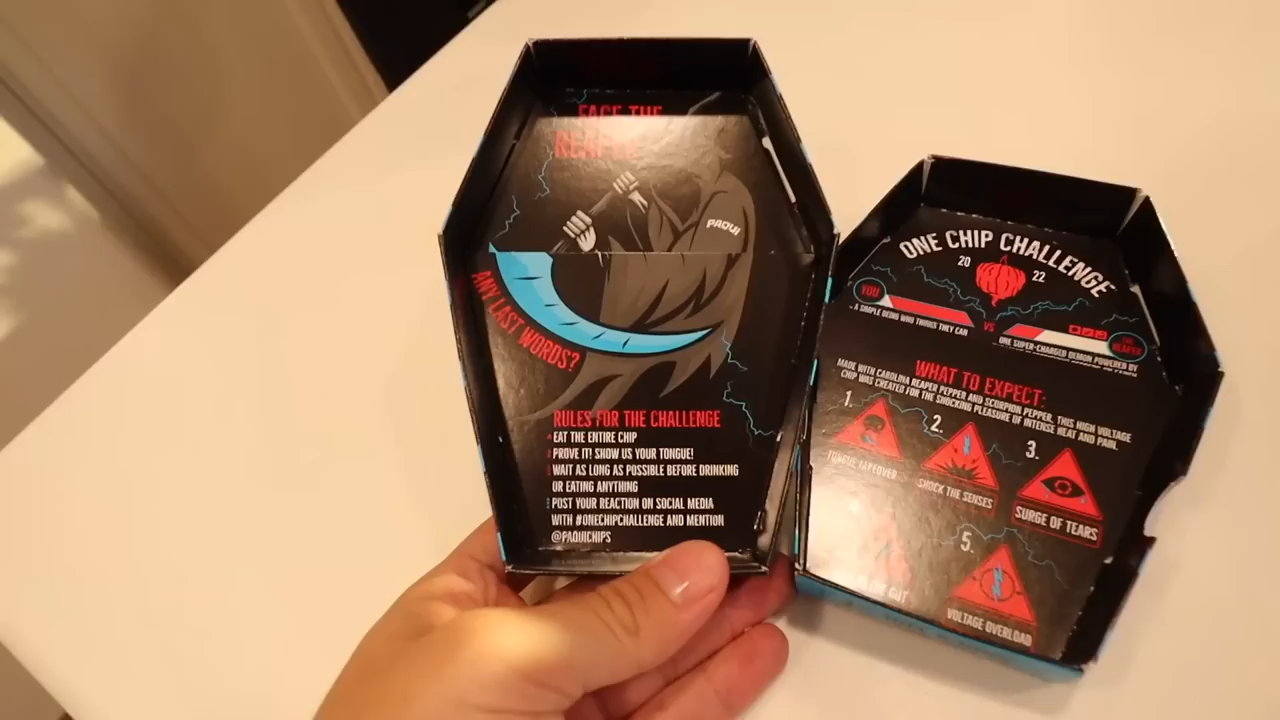 FACE THE
REAPER
PAQUI
ANY LAST WORDS?
RULES FOR THE CHALLENGE
EAT THE ENTIRE CHIP
PROVE IT! SHOW US YOUR TONGUE!
WAIT AS LONG AS POSSIBLE BEFORE DRINKING
OR EATING ANYTHING
POST YOUR REACTION ON SOCIAL MEDIA
WITH #ONECHIPCHALLENGE AND MENTION
@PAQUICHIPS
ONE CHIP CHALLENGE
20 22
YOU
A SIMPLE BEING WHO THINKS THEY CAN
VS
THE REAPER
ONE SUPER-CHARGED DEMON POWERED BY
WHAT TO EXPECT:
MADE WITH CAROLINA REAPER PEPPER AND SCORPION PEPPER, THIS HIGH VOLTAGE
CHIP WAS CREATED FOR THE SHOCKING PLEASURE OF INTENSE HEAT AND PAIN.
1.
TONGUE TAKEOVER
2.
SHOCK THE SENSES
3.
SURGE OF TEARS
GUT
5.
VOLTAGE OVERLOAD